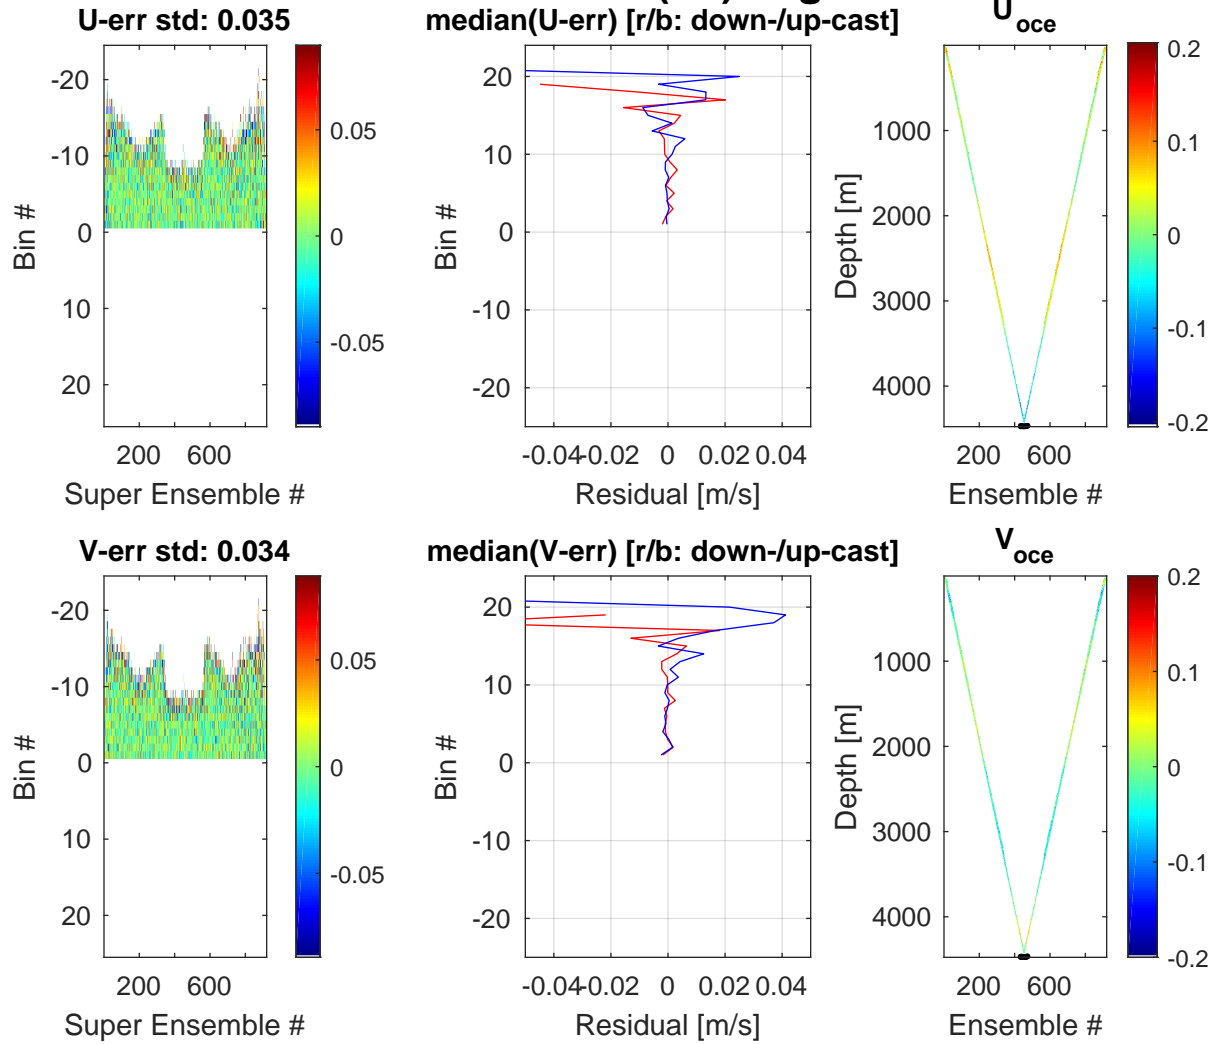 U-err std: 0.035
median(U-err) [r/b: down-/up-cast]
U_oce
-20
-10
0
10
20
Bin #
200 600
Super Ensemble #
0.05
0
-0.05
20
10
0
-10
-20
Bin #
-0.04 -0.02 0 0.02 0.04
Residual [m/s]
1000
2000
3000
4000
Depth [m]
200 600
Ensemble #
0.2
0.1
0
-0.1
-0.2
V-err std: 0.034
median(V-err) [r/b: down-/up-cast]
V_oce
-20
-10
0
10
20
Bin #
200 600
Super Ensemble #
0.05
0
-0.05
20
10
0
-10
-20
Bin #
-0.04 -0.02 0 0.02 0.04
Residual [m/s]
1000
2000
3000
4000
Depth [m]
200 600
Ensemble #
0.2
0.1
0
-0.1
-0.2